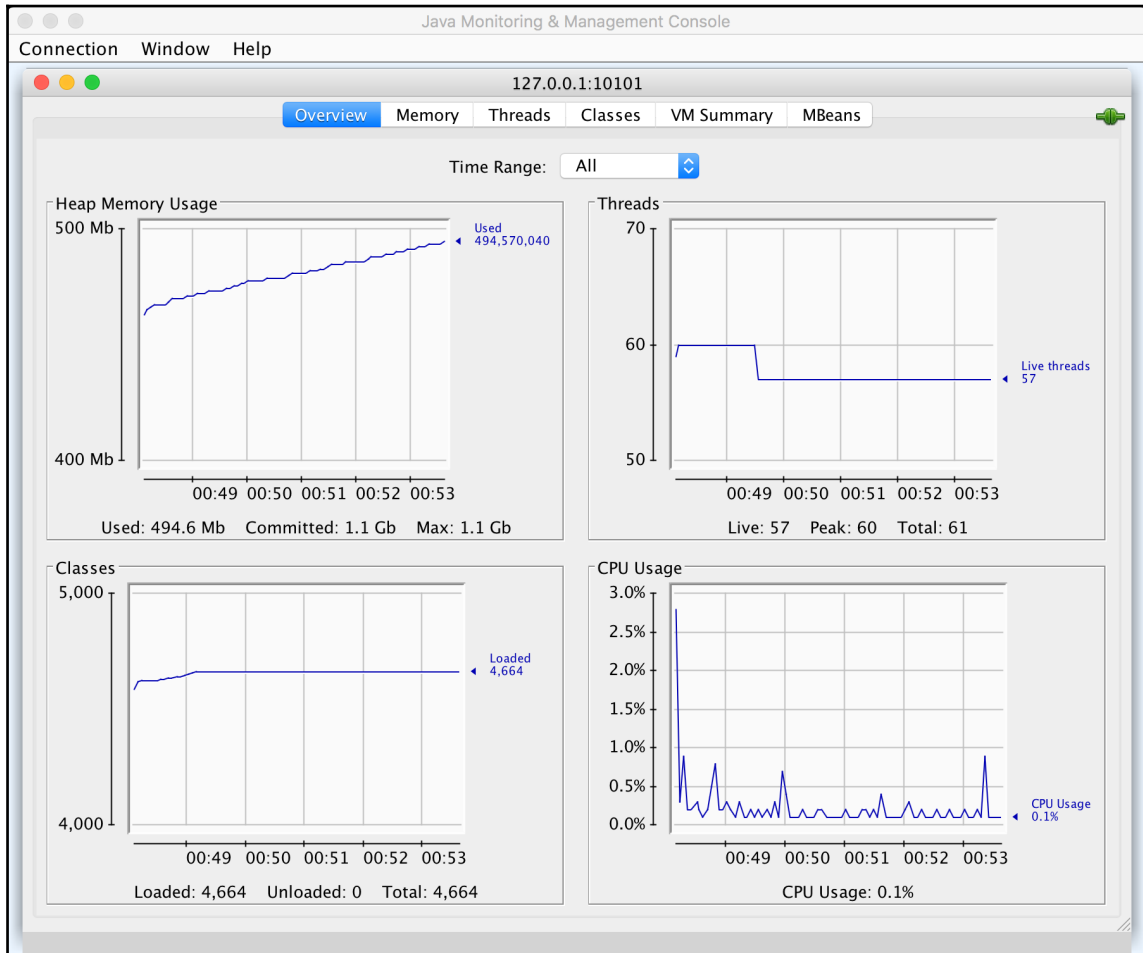 Java Monitoring & Management Console
Connection Window Help
127.0.0.1:10101
Overview Memory Threads Classes VM Summary MBeans
Time Range: All
Heap Memory Usage
500 Mb
400 Mb
Used
494,570,040
00:49 00:50 00:51 00:52 00:53
Used: 494.6 Mb Committed: 1.1 Gb Max: 1.1 Gb
Threads
70
60
50
Live threads
57
00:49 00:50 00:51 00:52 00:53
Live: 57 Peak: 60 Total: 61
Classes
5,000
4,000
Loaded
4,664
00:49 00:50 00:51 00:52 00:53
Loaded: 4,664 Unloaded: 0 Total: 4,664
CPU Usage
3.0%
2.5%
2.0%
1.5%
1.0%
0.5%
0.0%
CPU Usage
0.1%
00:49 00:50 00:51 00:52 00:53
CPU Usage: 0.1%